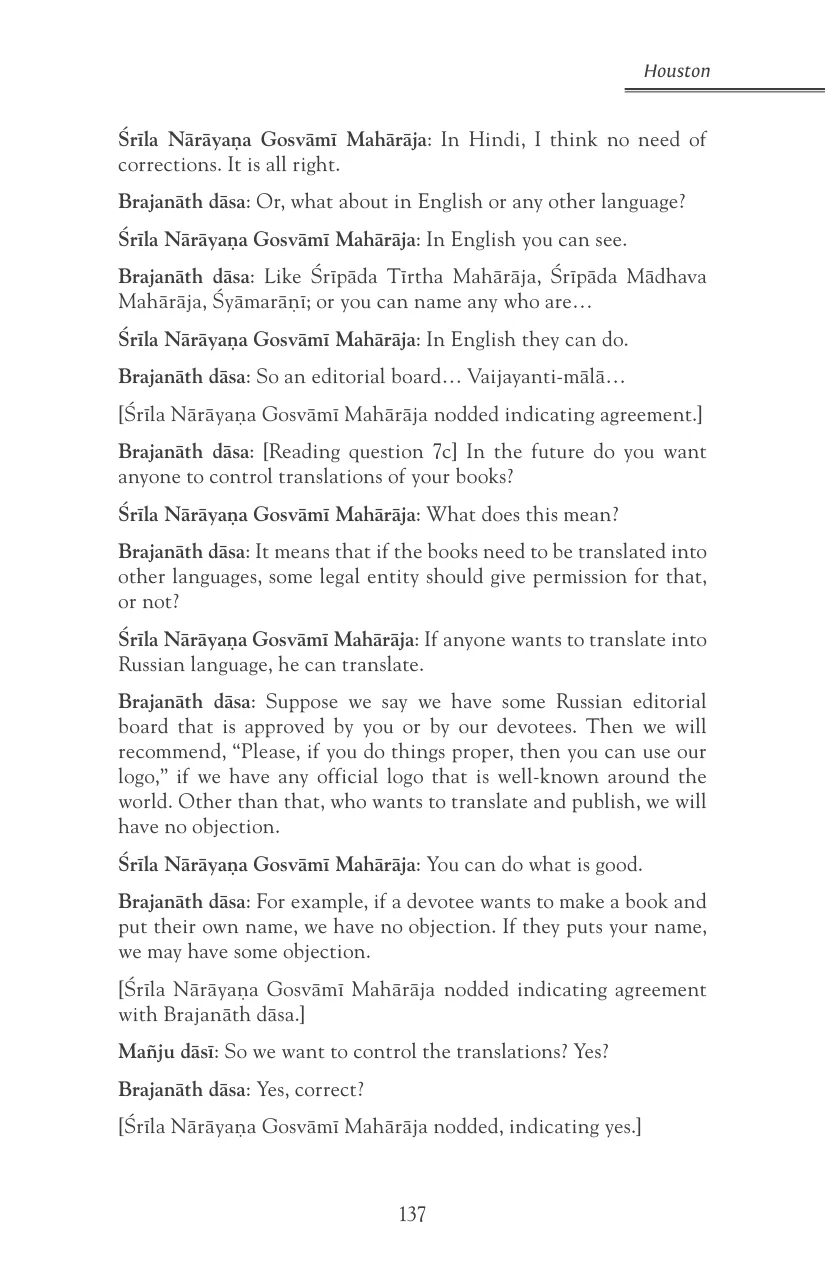 Houston
Śrīla Nārāyaṇa Gosvāmī Mahārāja: In Hindi, I think no need of
corrections. It is all right.
Brajanāth dāsa: Or, what about in English or any other language?
Śrīla Nārāyaṇa Gosvāmī Mahārāja: In English you can see.
Brajanāth dāsa: Like Śrīpāda Tīrtha Mahārāja, Śrīpāda Mādhava
Mahārāja, Śyāmarāṇī; or you can name any who are…
Śrīla Nārāyaṇa Gosvāmī Mahārāja: In English they can do.
Brajanāth dāsa: So an editorial board… Vaijayanti-mālā…
[Śrīla Nārāyaṇa Gosvāmī Mahārāja nodded indicating agreement.]
Brajanāth dāsa: [Reading question 7c] In the future do you want
anyone to control translations of your books?
Śrīla Nārāyaṇa Gosvāmī Mahārāja: What does this mean?
Brajanāth dāsa: It means that if the books need to be translated into
other languages, some legal entity should give permission for that,
or not?
Śrīla Nārāyaṇa Gosvāmī Mahārāja: If anyone wants to translate into
Russian language, he can translate.
Brajanāth dāsa: Suppose we say we have some Russian editorial
board that is approved by you or by our devotees. Then we will
recommend, “Please, if you do things proper, then you can use our
logo,” if we have any official logo that is well-known around the
world. Other than that, who wants to translate and publish, we will
have no objection.
Śrīla Nārāyaṇa Gosvāmī Mahārāja: You can do what is good.
Brajanāth dāsa: For example, if a devotee wants to make a book and
put their own name, we have no objection. If they puts your name,
we may have some objection.
[Śrīla Nārāyaṇa Gosvāmī Mahārāja nodded indicating agreement
with Brajanāth dāsa.]
Mañju dāsī: So we want to control the translations? Yes?
Brajanāth dāsa: Yes, correct?
[Śrīla Nārāyaṇa Gosvāmī Mahārāja nodded, indicating yes.]
137